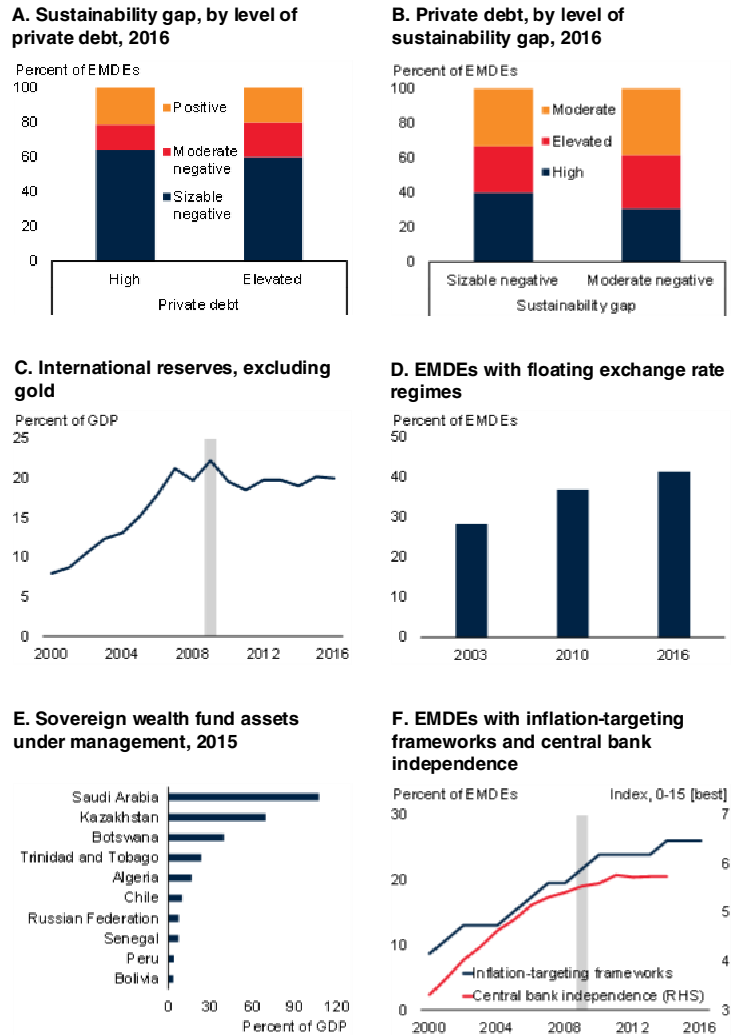 A. Sustainability gap, by level of
private debt, 2016
Percent of EMDEs
100
80
60
40
20
0
Positive
Moderate
negative
Sizable
negative
High
Elevated
Private debt
B. Private debt, by level of
sustainability gap, 2016
Percent of EMDEs
100
80
60
40
20
0
Moderate
Elevated
High
Sizable negative
Moderate negative
Sustainability gap
C. International reserves, excluding
gold
Percent of GDP
25
20
15
10
5
0
2000
2004
2008
2012
2016
D. EMDEs with floating exchange rate
regimes
Percent of EMDEs
50
40
30
20
10
0
2003
2010
2016
E. Sovereign wealth fund assets
under management, 2015
Saudi Arabia
Kazakhstan
Botswana
Trinidad and Tobago
Algeria
Chile
Russian Federation
Senegal
Peru
Bolivia
0
30
60
90
120
Percent of GDP
F. EMDEs with inflation-targeting
frameworks and central bank
independence
Percent of EMDEs
Index, 0-15 [best]
30
20
10
0
7
6
5
4
3
Inflation-targeting frameworks
Central bank independence (RHS)
2000
2004
2008
2012
2016